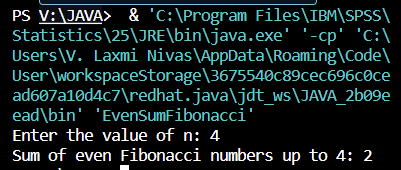 PS V:\JAVA>  & 'C:\Program Files\IBM\SPSS\
Statistics\25\JRE\bin\java.exe' '-cp' 'C:\
Users\V. Laxmi Nivas\AppData\Roaming\Code\
User\workspaceStorage\3675540c89cec696c0ce
ad607a10d4c7\redhat.java\jdt_ws\JAVA_2b09e
ead\bin' 'EvenSumFibonacci'
Enter the value of n: 4
Sum of even Fibonacci numbers up to 4: 2